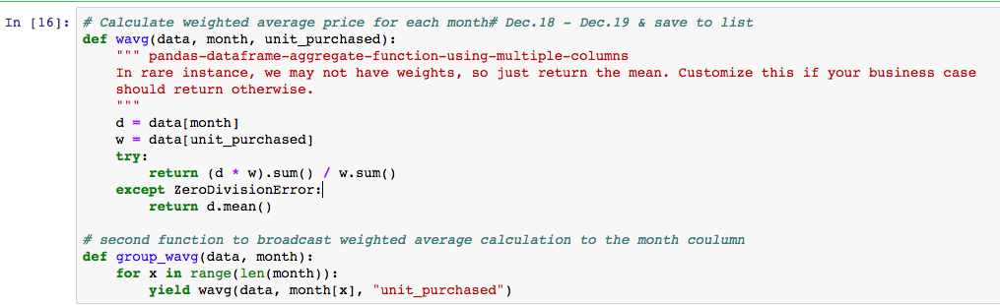 In [16]: # Calculate weighted average price for each month# Dec.18 - Dec.19 & save to list
def wavg(data, month, unit_purchased):
    """ pandas-dataframe-aggregate-function-using-multiple-columns
    In rare instance, we may not have weights, so just return the mean. Customize this if your business case
    should return otherwise.
    """
    d = data[month]
    w = data[unit_purchased]
    try:
        return (d * w).sum() / w.sum()
    except ZeroDivisionError:
        return d.mean()

# second function to broadcast weighted average calculation to the month coulumn
def group_wavg(data, month):
    for x in range(len(month)):
        yield wavg(data, month[x], "unit_purchased")